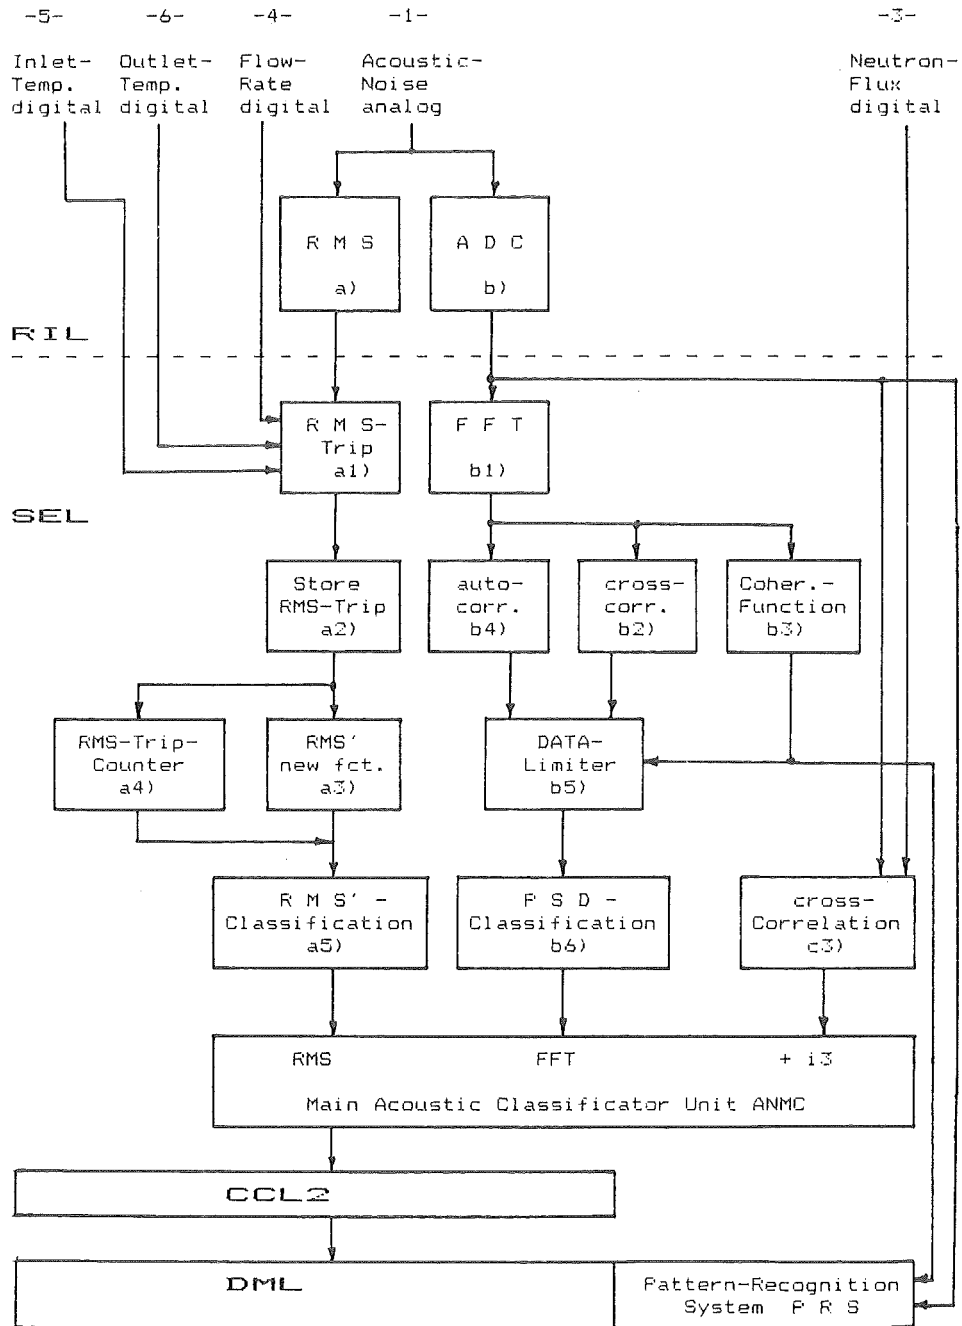 -5- -6- -4- -1- -3-
Inlet-
Temp.
digital
Outlet-
Temp.
digital
Flow-
Rate
digital
Acoustic-
Noise
analog
Neutron-
Flux
digital
R M S
a)
A D C
b)
RIL
R M S-
Trip
a1)
F F T
b1)
SEL
Store
RMS-Trip
a2)
auto-
corr.
b4)
cross-
corr.
b2)
Coher.-
Function
b3)
RMS-Trip-
Counter
a4)
RMS'
new fct.
a3)
DATA-
Limiter
b5)
R M S' -
Classification
a5)
P S D -
Classification
b6)
cross-
Correlation
c3)
RMS FFT + i3
Main Acoustic Classificator Unit ANMC
CCL2
DML
Pattern-Recognition
System P R S